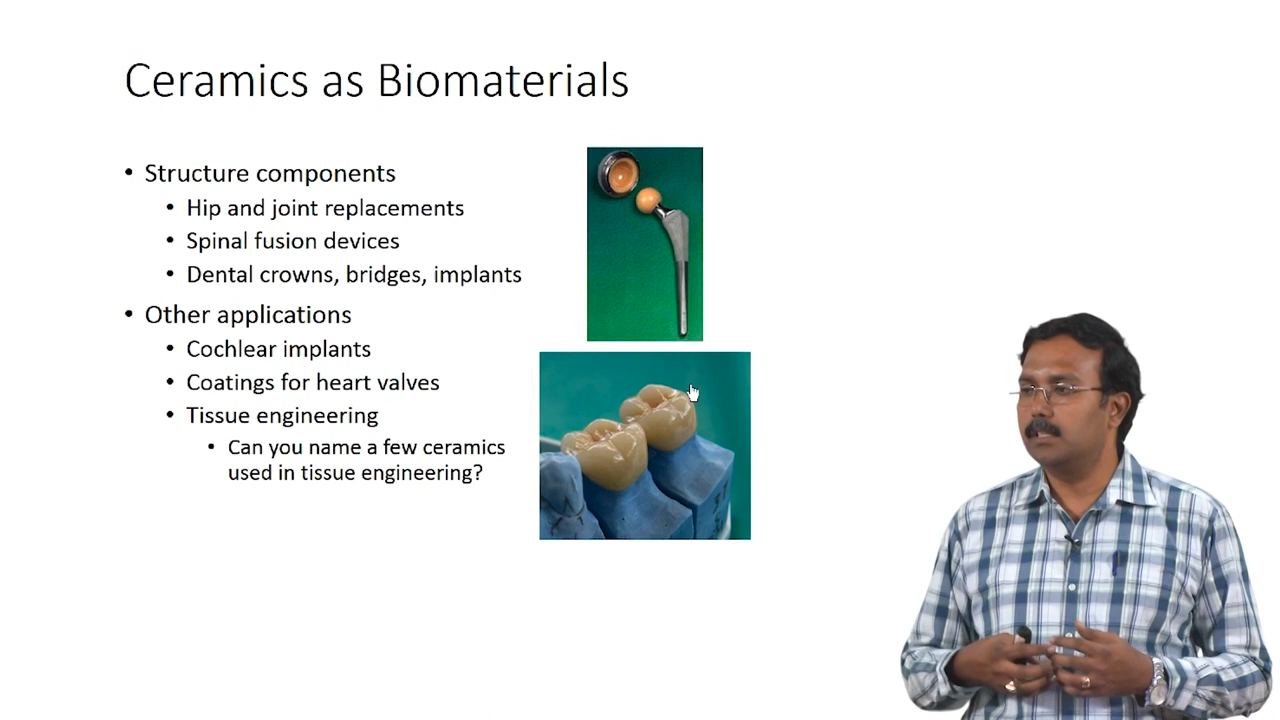 Ceramics as Biomaterials
• Structure components
• Hip and joint replacements
• Spinal fusion devices
• Dental crowns, bridges, implants
• Other applications
• Cochlear implants
• Coatings for heart valves
• Tissue engineering
• Can you name a few ceramics
used in tissue engineering?